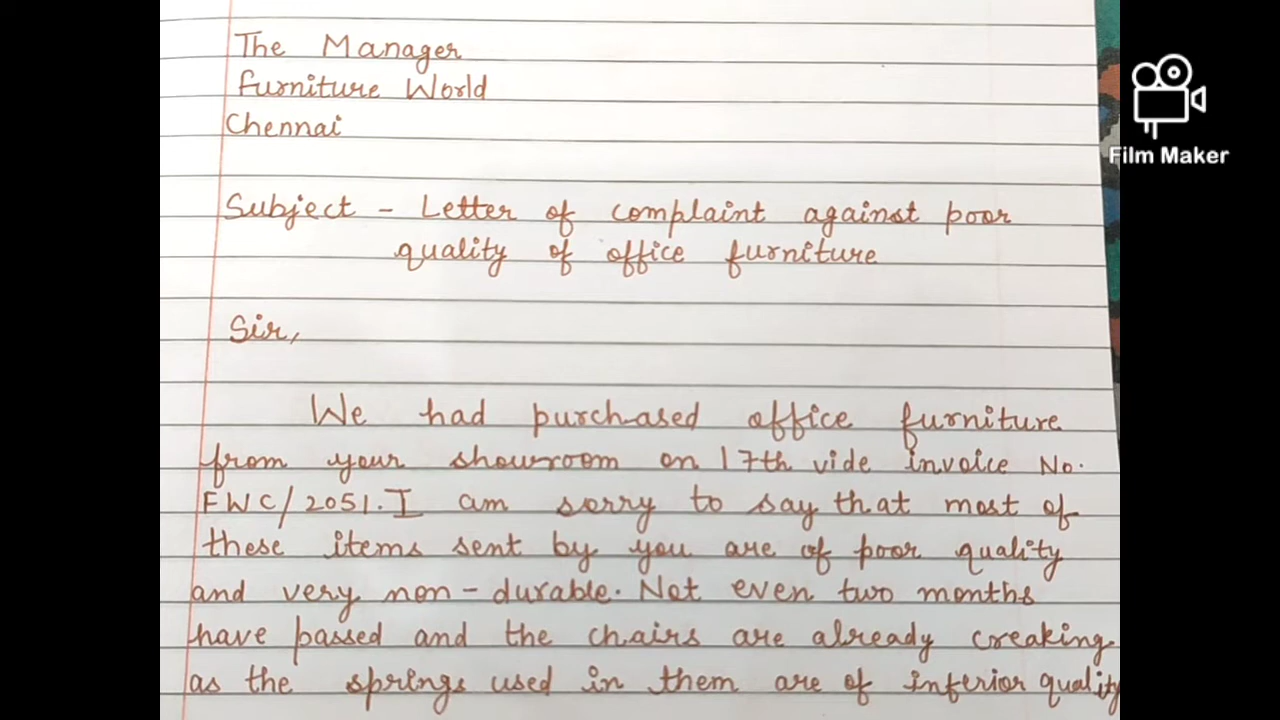 The Manager
Furniture World
Chennai
Subject - Letter of complaint against poor
quality of office furniture
Sir,
We had purchased office furniture
from your showroom on 17th vide invoice No.
FWC/2051. I am sorry to say that most of
these items sent by you are of poor quality
and very non-durable. Not even two months
have passed and the chairs are already creaking
as the springs used in them are of inferior quality
Film Maker